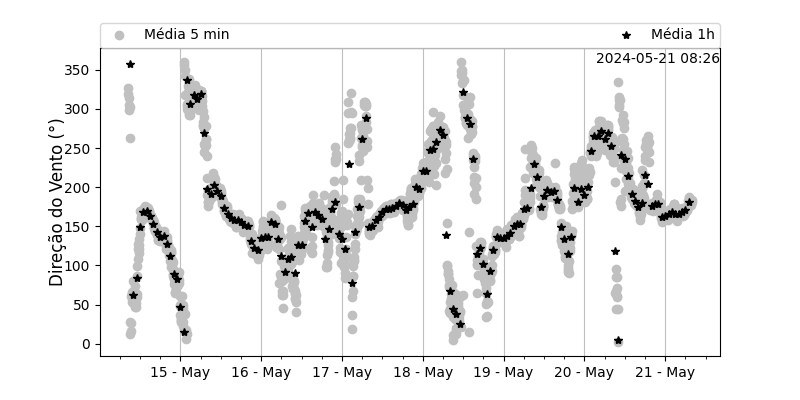 Média 5 min
Média 1h
2024-05-21 08:26
Direção do Vento (°)
350
300
250
200
150
100
50
0
15 - May
16 - May
17 - May
18 - May
19 - May
20 - May
21 - May